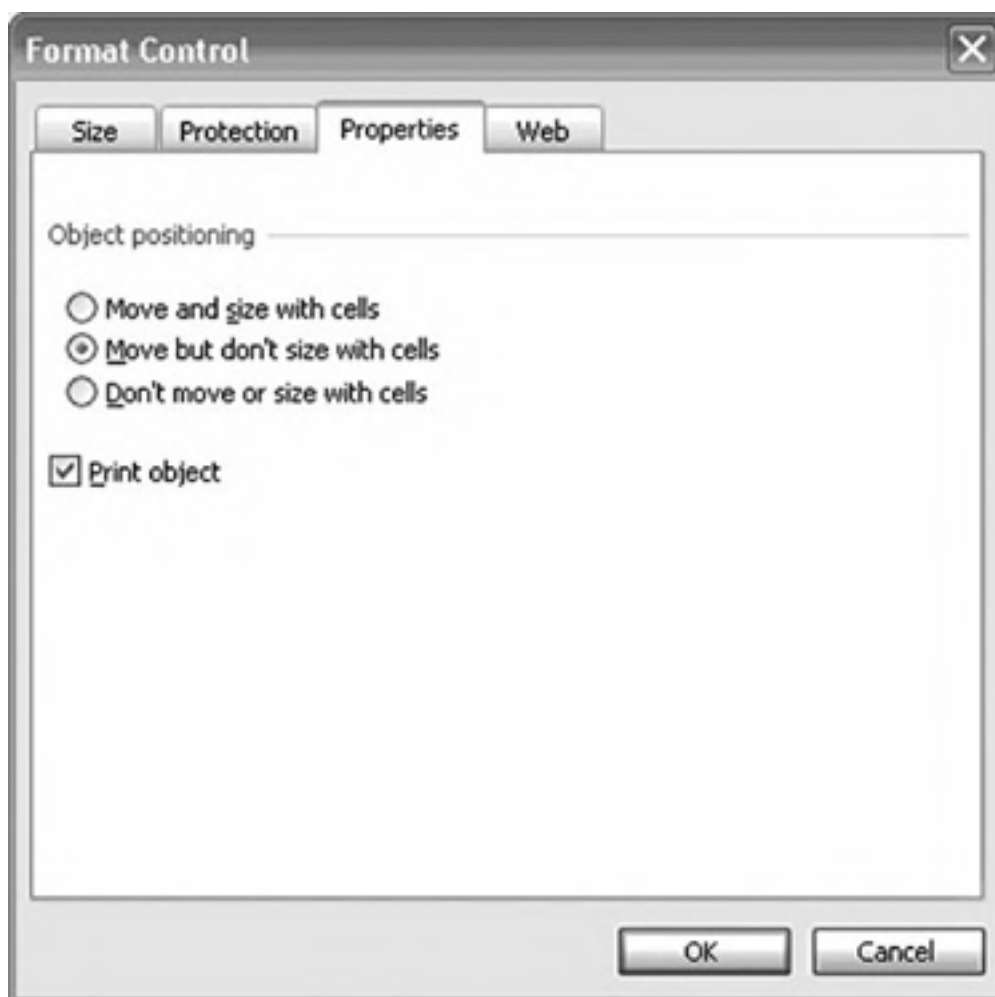 Format Control
Size Protection Properties Web
Object positioning
Move and size with cells
Move but don't size with cells
Don't move or size with cells
Print object
OK Cancel